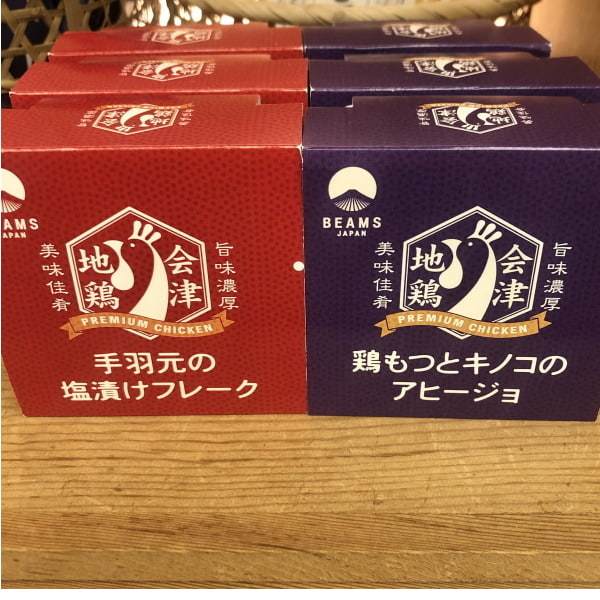 BEAMS
JAPAN
美味佳肴
会津
地鶏
旨味濃厚
PREMIUM CHICKEN
手羽元の
塩漬けフレーク
BEAMS
JAPAN
美味佳肴
会津
地鶏
旨味濃厚
PREMIUM CHICKEN
鶏もつとキノコの
アヒージョ